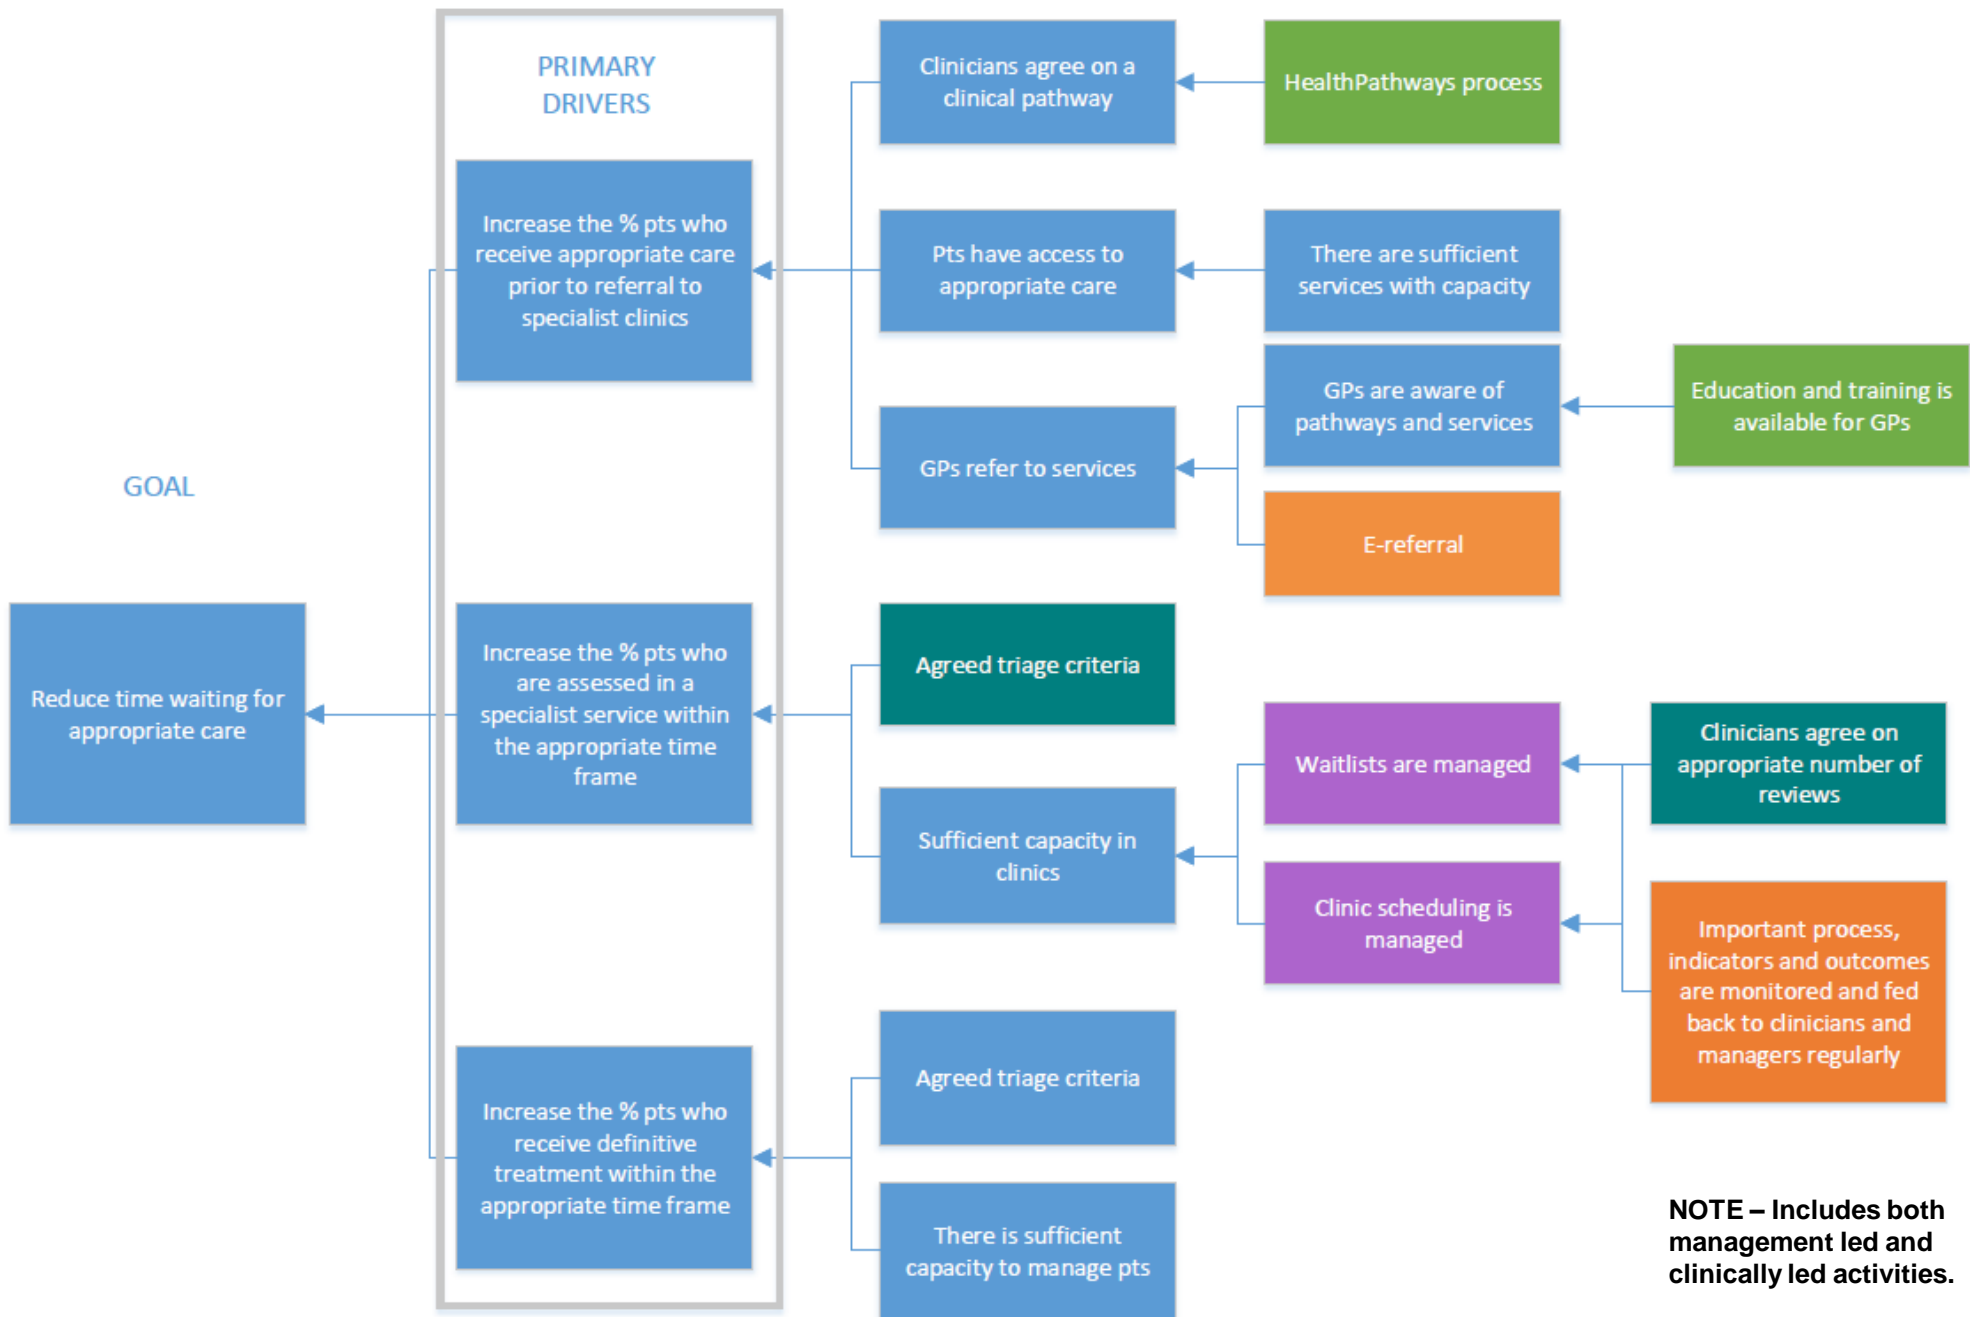 PRIMARY
DRIVERS
Clinicians agree on a
clinical pathway
HealthPathways process
Increase the % pts who
receive appropriate care
prior to referral to
specialist clinics
Pts have access to
appropriate care
There are sufficient
services with capacity
GPs are aware of
pathways and services
Education and training is
available for GPs
GPs refer to services
E-referral
GOAL
Reduce time waiting for
appropriate care
Increase the % pts who
are assessed in a
specialist service within
the appropriate time
frame
Agreed triage criteria
Waitlists are managed
Clinicians agree on
appropriate number of
reviews
Sufficient capacity in
clinics
Clinic scheduling is
managed
Important process,
indicators and outcomes
are monitored and fed
back to clinicians and
managers regularly
Increase the % pts who
receive definitive
treatment within the
appropriate time frame
Agreed triage criteria
There is sufficient
capacity to manage pts
NOTE – Includes both
management led and
clinically led activities.